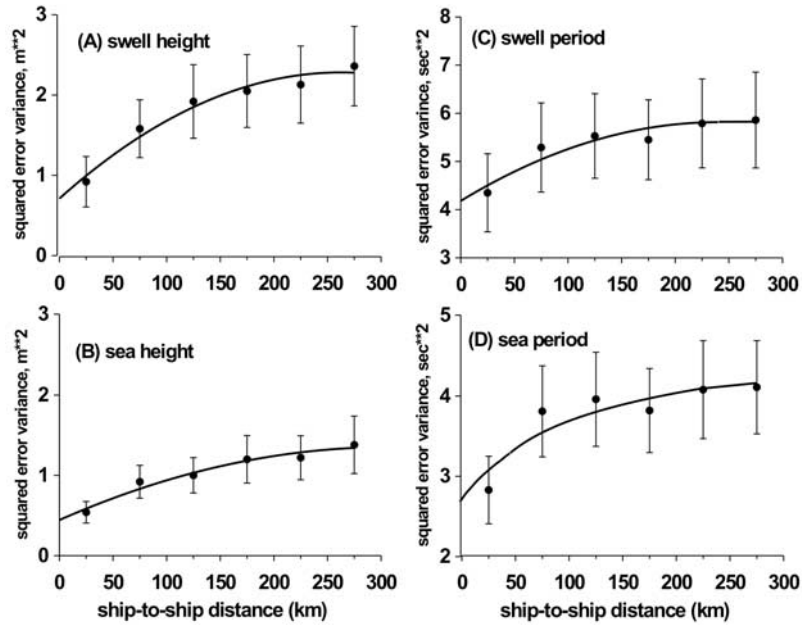 (A) swell height
squared error variance, m**2
3
2
1
0
0 50 100 150 200 250 300
(C) swell period
squared error varince, sec**2
8
7
6
5
4
3
0 50 100 150 200 250 300
(B) sea height
squared error variance, m**2
3
2
1
0
0 50 100 150 200 250 300
ship-to-ship distance (km)
(D) sea period
squared error variance, sec**2
5
4
3
2
0 50 100 150 200 250 300
ship-to-ship distance (km)